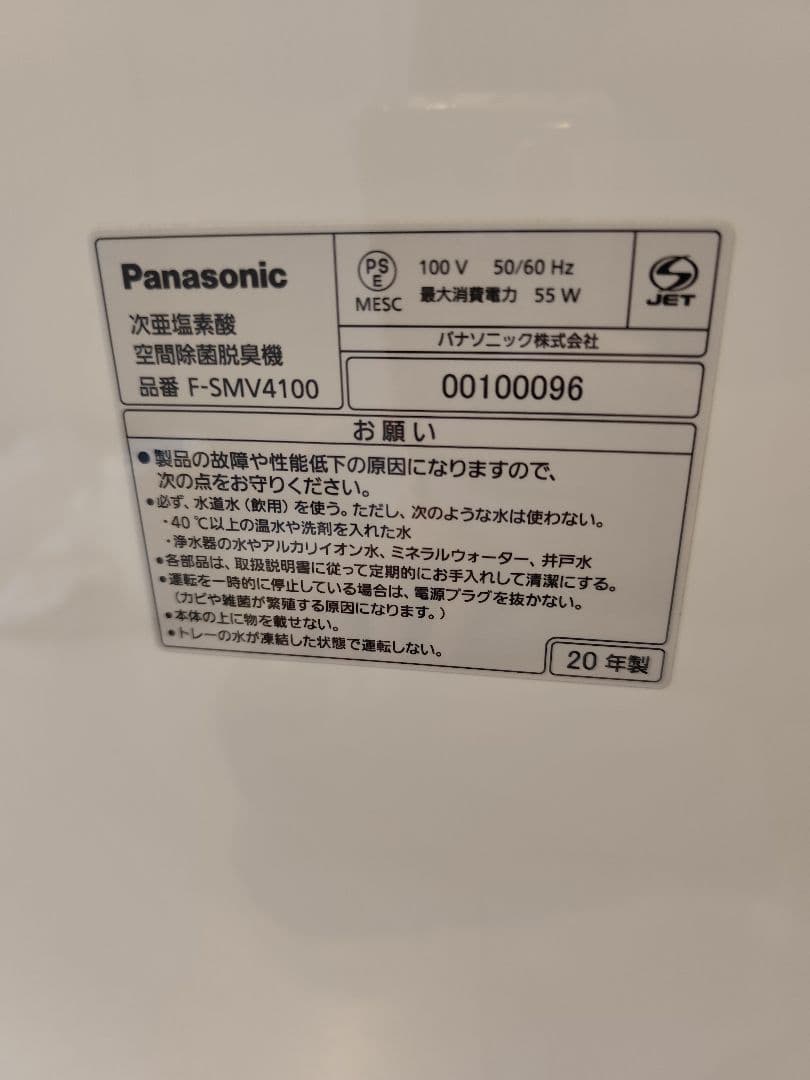 Panasonic
次亜塩素酸
空間除菌脱臭機
品番 F-SMV4100
PS
E
MESC
100 V 50/60 Hz
最大消費電力 55 W
S
JET
パナソニック株式会社
00100096
お願い
●製品の故障や性能低下の原因になりますので、
次の点をお守りください。
●必ず、水道水（飲用）を使う。ただし、次のような水は使わない。
・40 ℃以上の温水や洗剤を入れた水
・浄水器の水やアルカリイオン水、ミネラルウォーター、井戸水
●各部品は、取扱説明書に従って定期的にお手入れして清潔にする。
●運転を一時的に停止している場合は、電源プラグを抜かない。
（カビや雑菌が繁殖する原因になります。）
●本体の上に物を載せない。
●トレーの水が凍結した状態で運転しない。
20 年製